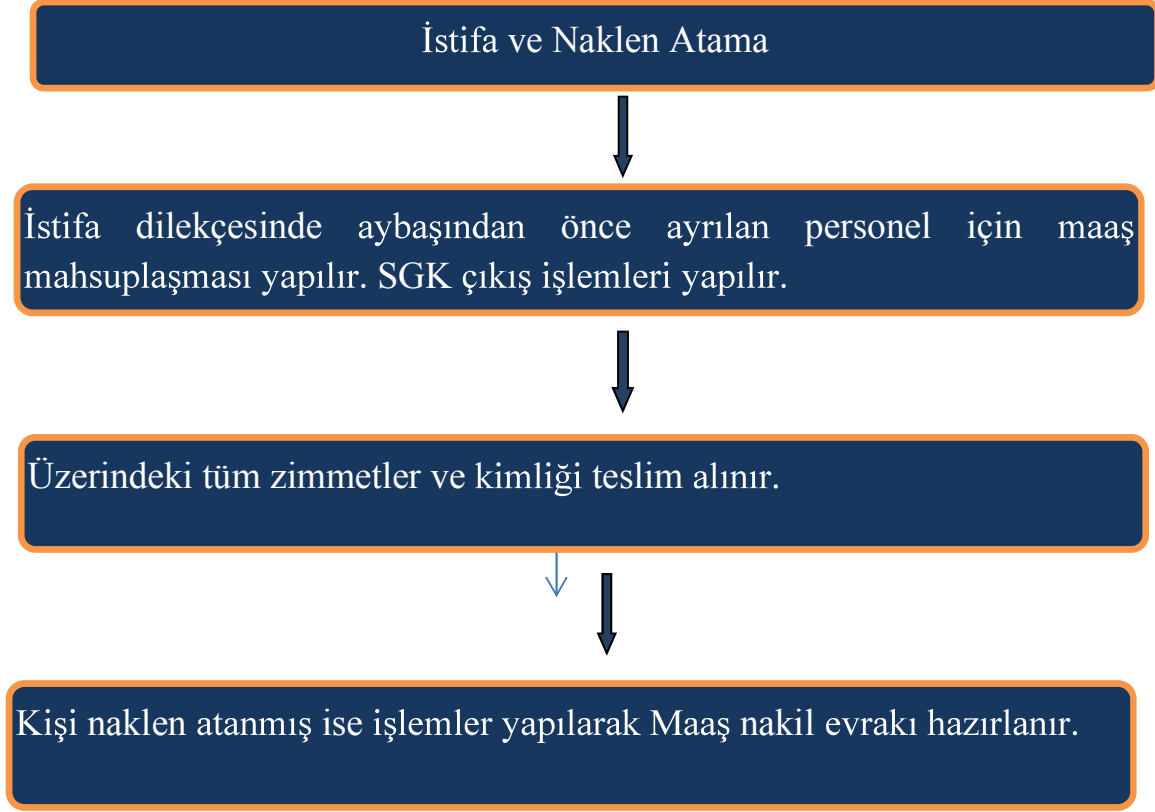 İstifa ve Naklen Atama
İstifa dilekçesinde aybaşından önce ayrılan personel için maaş
mahsuplaşması yapılır. SGK çıkış işlemleri yapılır.
Üzerindeki tüm zimmetler ve kimliği teslim alınır.
Kişi naklen atanmış ise işlemler yapılarak Maaş nakil evrakı hazırlanır.